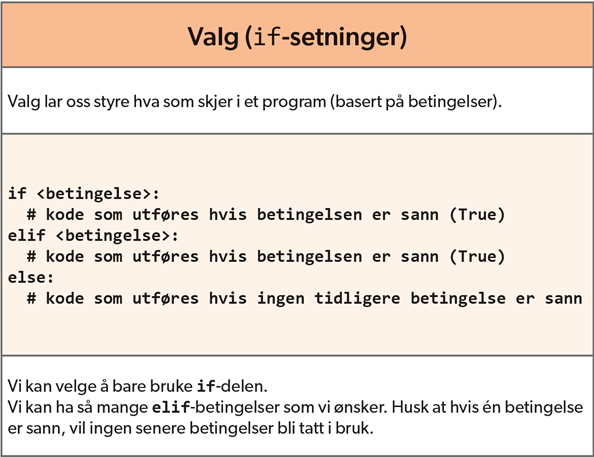 Valg (if-setninger)
Valg lar oss styre hva som skjer i et program (basert på betingelser).
if <betingelse>:
  # kode som utføres hvis betingelsen er sann (True)
elif <betingelse>:
  # kode som utføres hvis betingelsen er sann (True)
else:
  # kode som utføres hvis ingen tidligere betingelse er sann
Vi kan velge å bare bruke if-delen.
Vi kan ha så mange elif-betingelser som vi ønsker. Husk at hvis én betingelse
er sann, vil ingen senere betingelser bli tatt i bruk.